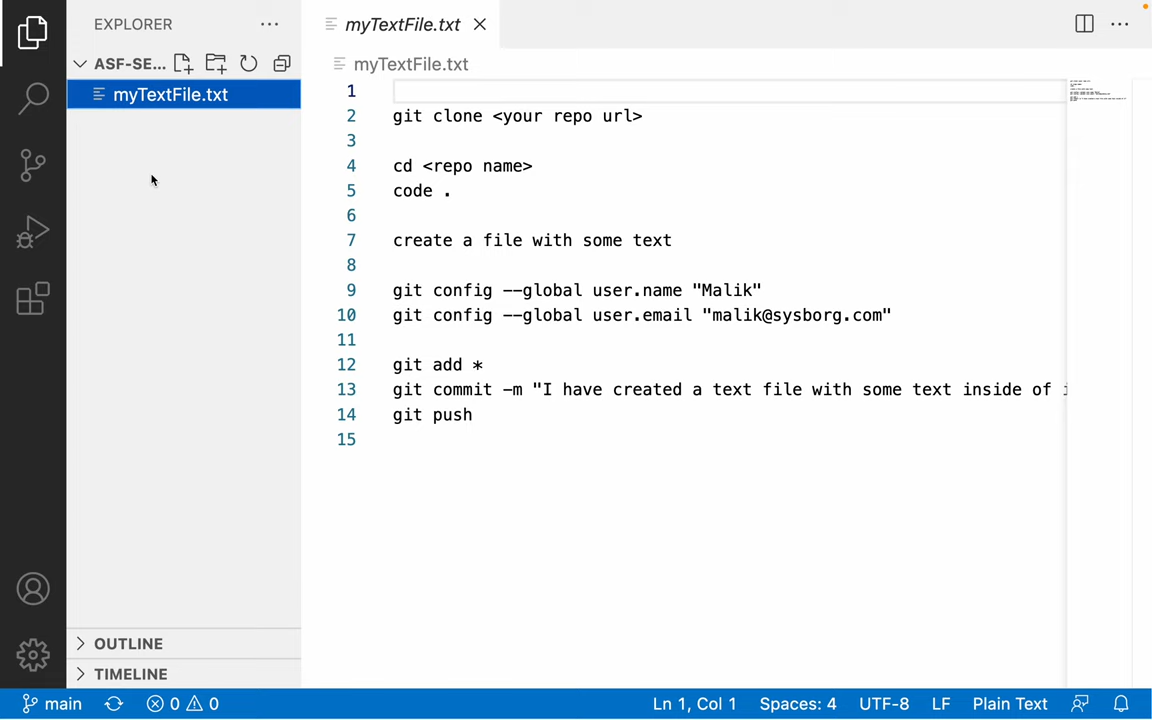 EXPLORER
ASF-SE...
myTextFile.txt
OUTLINE
TIMELINE
myTextFile.txt
myTextFile.txt
1
2 git clone <your repo url>
3
4 cd <repo name>
5 code .
6
7 create a file with some text
8
9 git config --global user.name "Malik"
10 git config --global user.email "malik@sysborg.com"
11
12 git add *
13 git commit -m "I have created a text file with some text inside of i
14 git push
15
main 0 0 Ln 1, Col 1 Spaces: 4 UTF-8 LF Plain Text